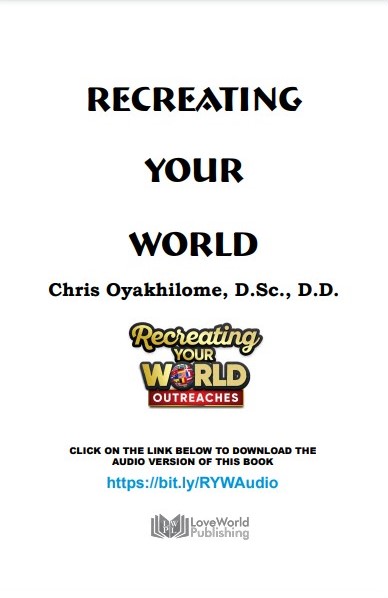 RECREATING
YOUR
WORLD
Chris Oyakhilome, D.Sc., D.D.
Recreating
YOUR
WORLD
OUTREACHES
CLICK ON THE LINK BELOW TO DOWNLOAD THE
AUDIO VERSION OF THIS BOOK
https://bit.ly/RYWAudio
LoveWorld
Publishing